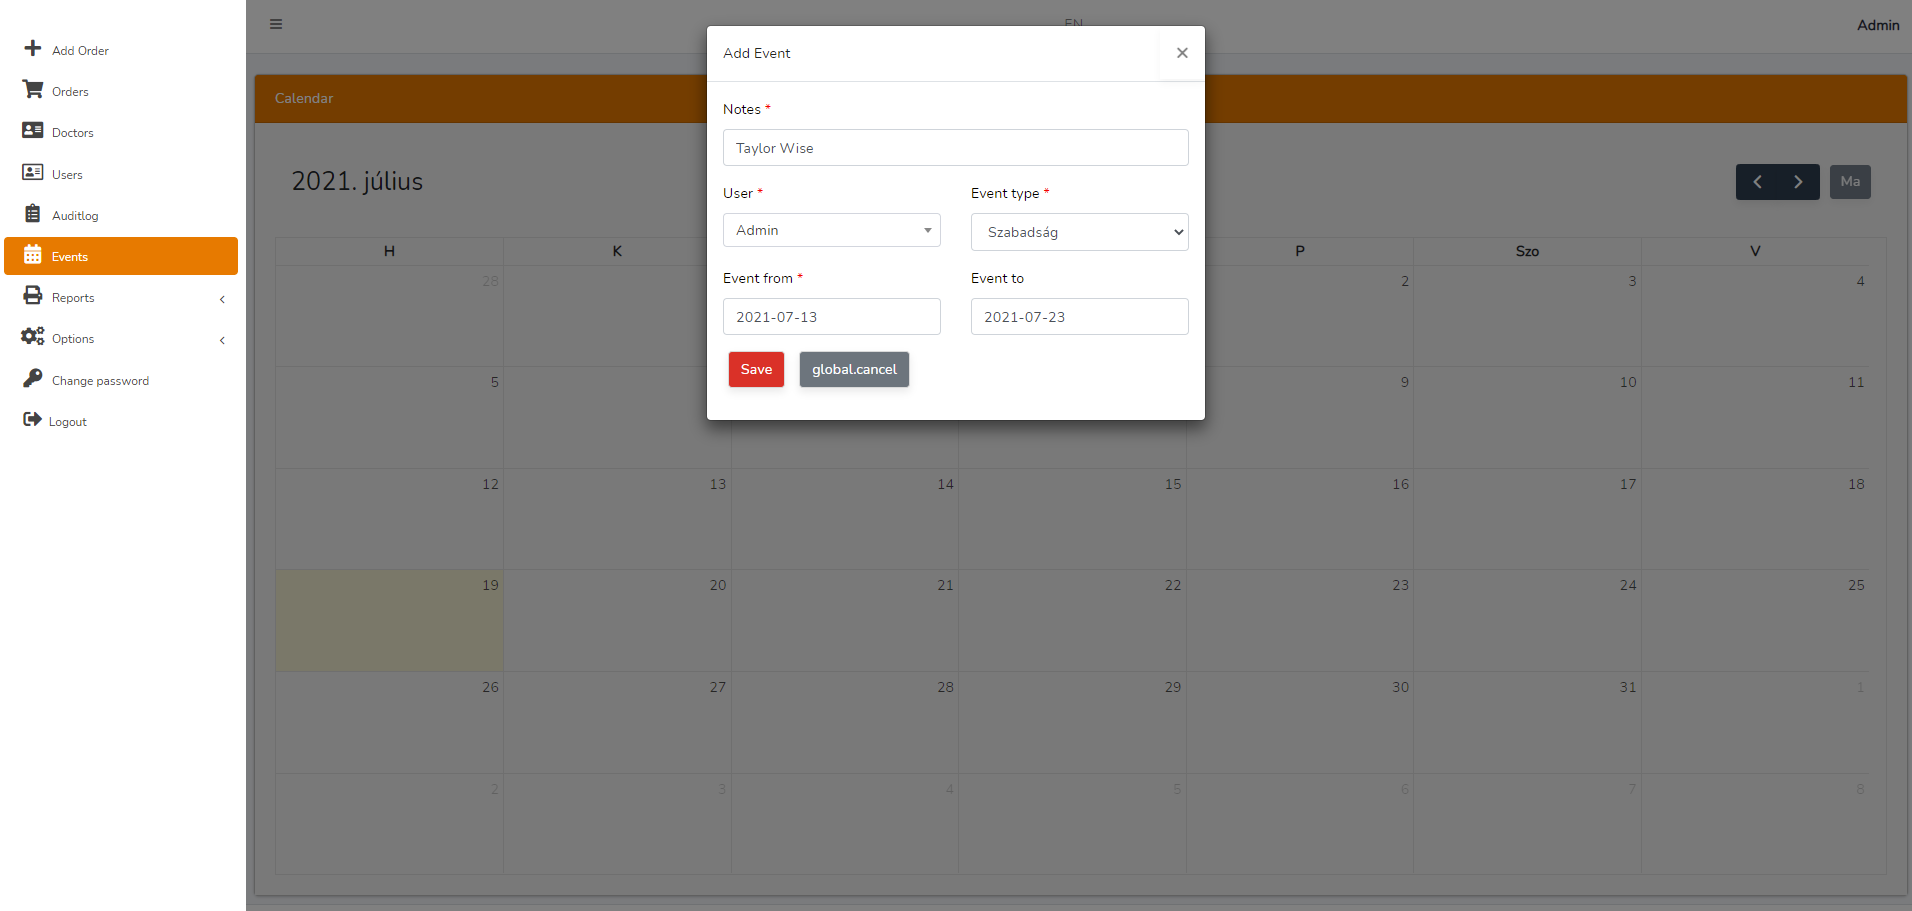 Add Order
Orders
Doctors
Users
Auditlog
Events
Reports
Options
Change password
Logout
EN
Admin
Calendar
2021. július
Ma
H K P Szo V
28 2 3 4
5 9 10 11
12 13 14 15 16 17 18
19 20 21 22 23 24 25
26 27 28 29 30 31 1
2 3 4 5 6 7 8
Add Event
×
Notes *
Taylor Wise
User * Event type *
Admin Szabadság
Event from * Event to
2021-07-13 2021-07-23
Save global.cancel